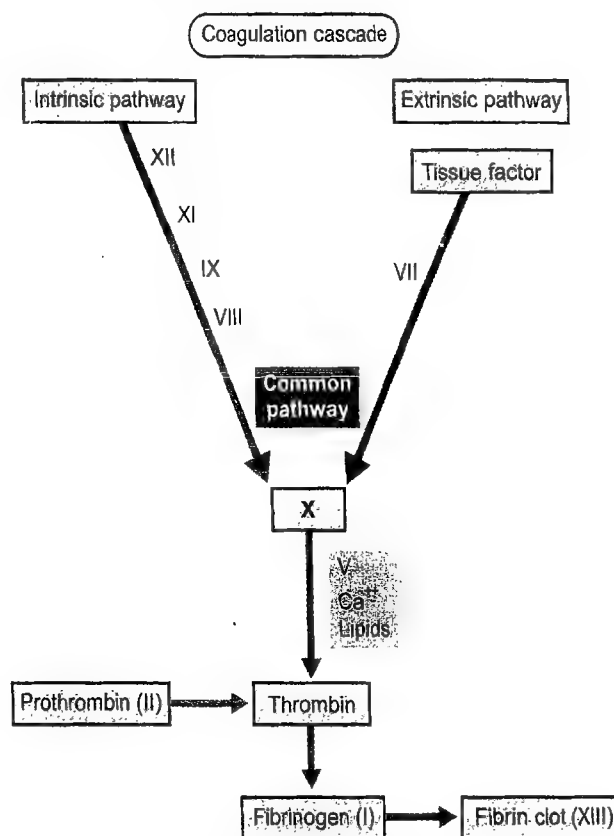 Coagulation cascade
Intrinsic pathway
Extrinsic pathway
XII
Tissue factor
XI
IX
VII
VIII
Common
pathway
X
V
Ca++
Lipids
Prothrombin (II)
Thrombin
Fibrinogen (I)
Fibrin clot (XIII)